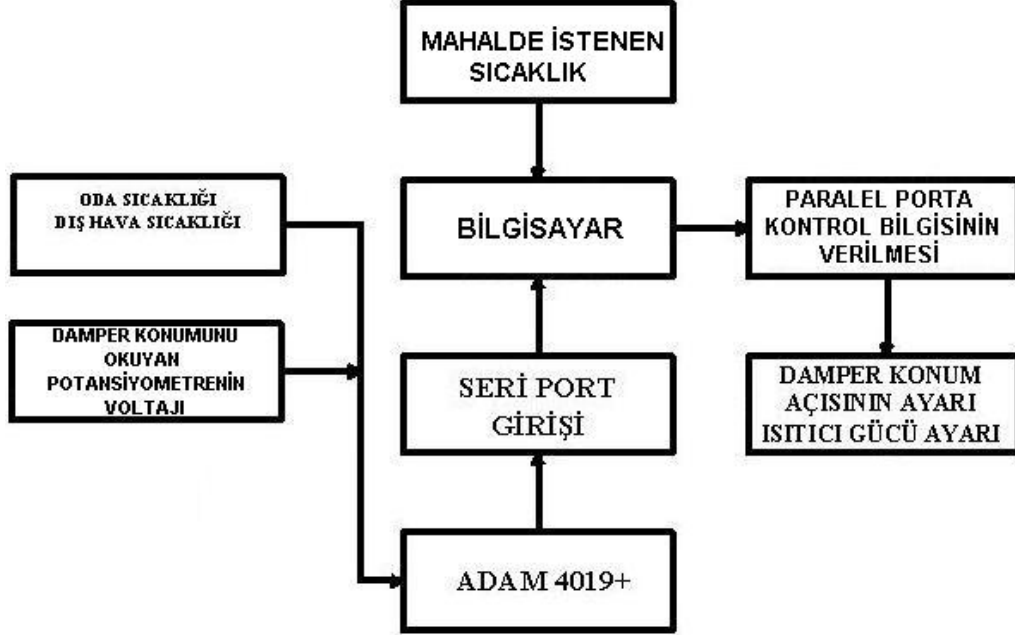 MAHALDE İSTENEN
SICAKLIK
ODA SICAKLIĞI
DIŞ HAVA SICAKLIĞI
BİLGİSAYAR
PARALEL PORTA
KONTROL BİLGİSİNİN
VERİLMESİ
DAMPER KONUMUNU
OKUYAN
POTANSİYOMETRENİN
VOLTAJI
SERİ PORT
GİRİŞİ
DAMPER KONUM
AÇISININ AYARI
ISITICI GÜCÜ AYARI
ADAM 4019+